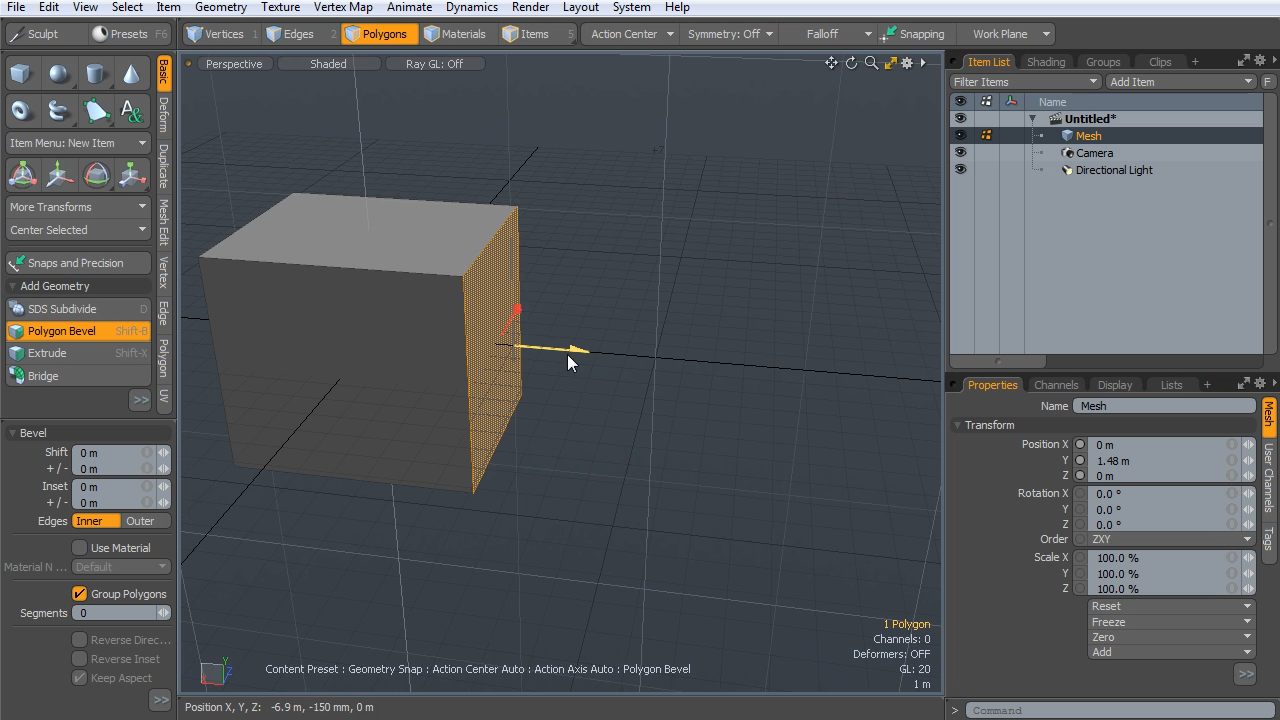 File Edit View Select Item Geometry Texture Vertex Map Animate Dynamics Render Layout System Help
Sculpt Presets F6 Vertices 1 Edges 2 Polygons Materials Items 5 Action Center Symmetry: Off Falloff Snapping Work Plane
Perspective Shaded Ray GL: Off
Basic
Deform
Duplicate
Mesh Edit
Vertex
Edge
Polygon
UV
Item Menu: New Item
More Transforms
Center Selected
Snaps and Precision
Add Geometry
SDS Subdivide D
Polygon Bevel Shift-B
Extrude Shift-X
Bridge
>>
Bevel
Shift 0 m
+ / - 0 m
Inset 0 m
+ / - 0 m
Edges Inner Outer
Use Material
Material N ... Default
Group Polygons
Segments 0
Reverse Direc...
Reverse Inset
Keep Aspect
>>
1 Polygon
Channels: 0
Deformers: OFF
GL: 20
1 m
Content Preset : Geometry Snap : Action Center Auto : Action Axis Auto : Polygon Bevel
Y
Z
Position X, Y, Z: -6.9 m, -150 mm, 0 m
Item List Shading Groups Clips +
Filter Items Add Item F
Name
Untitled*
Mesh
Camera
Directional Light
Properties Channels Display Lists +
Name Mesh
Transform
Position X 0 m
Y 1.48 m
Z 0 m
Rotation X 0.0 °
Y 0.0 °
Z 0.0 °
Order ZXY
Scale X 100.0 %
Y 100.0 %
Z 100.0 %
Reset
Freeze
Zero
Add
>>
Mesh
User Channels
Tags
> Command